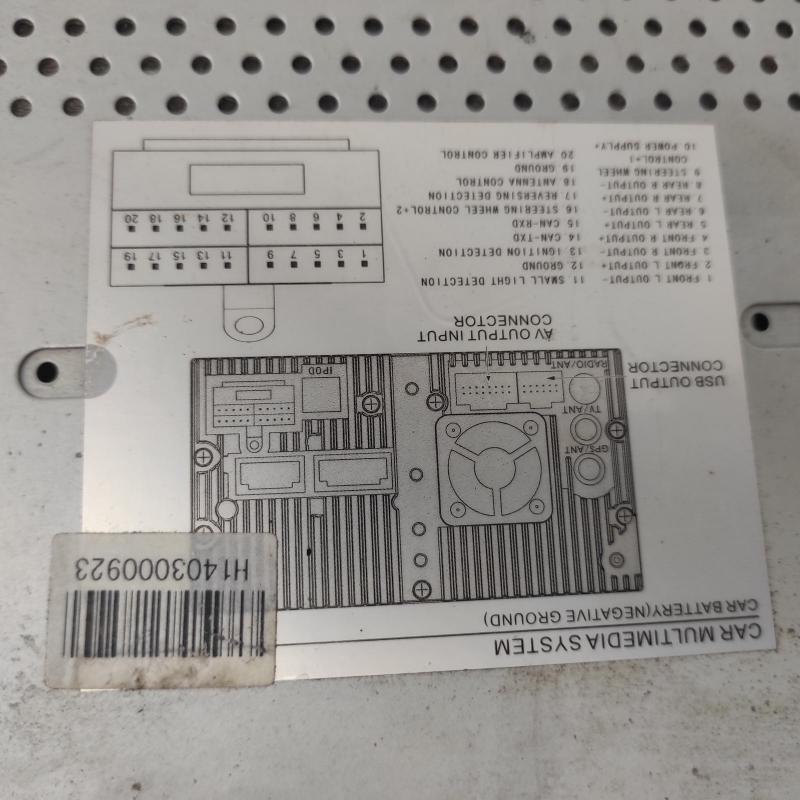 CAR MULTIMEDIA SYSTEM
CAR BATTERY(NEGATIVE GROUND)
H1403000923
GPS/ANT
TV/ANT
RADIO/ANT
USB OUTPUT
CONNECTOR
AV OUTPUT INPUT
CONNECTOR
iPOD
1 FRONT L OUTPUT-
2 FRONT L OUTPUT+
3 FRONT R OUTPUT-
4 FRONT R OUTPUT+
5 REAR L OUTPUT+
6 REAR L OUTPUT-
7 REAR R OUTPUT+
8 REAR R OUTPUT-
9 STEERING WHEEL
CONTROL+1
10 POWER SUPPLY+
11 SMALL LIGHT DETECTION
12 GROUND
13 IGNITION DETECTION
14 CAN-TXD
15 CAN-RXD
16 STEERING WHEEL CONTROL+2
17 REVERSING DETECTION
18 ANTENNA CONTROL
19 GROUND
20 AMPLIFIER CONTROL
1 3 5 7 9 11 13 15 17 19
2 4 6 8 10 12 14 16 18 20